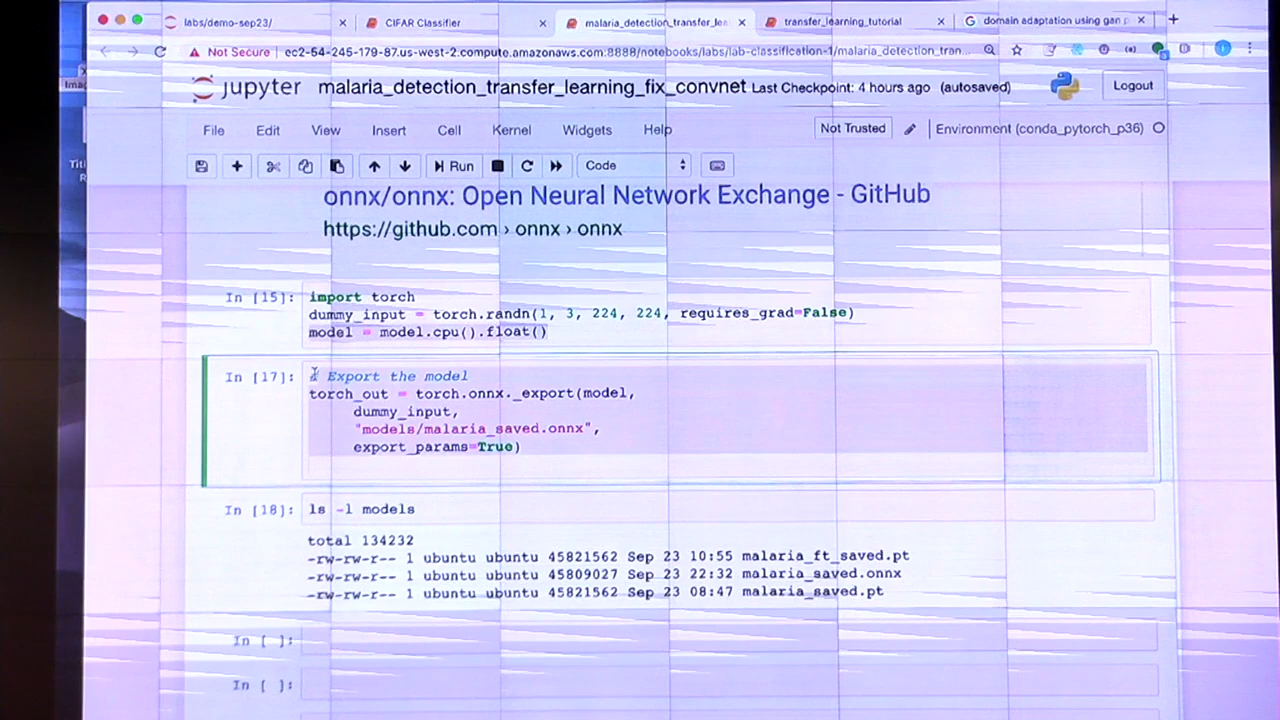 labs/demo-sep23/
CIFAR Classifier
malaria_detection_transfer_lea
transfer_learning_tutorial
domain adaptation using gan p
Not Secure
ec2-54-245-179-87.us-west-2.compute.amazonaws.com:8888/notebooks/labs/lab-classification-1/malaria_detection_tran...
Imag
jupyter malaria_detection_transfer_learning_fix_convnet Last Checkpoint: 4 hours ago (autosaved)
Logout
File Edit View Insert Cell Kernel Widgets Help
Not Trusted
Environment (conda_pytorch_p36)
Run
Code
Titl
R
onnx/onnx: Open Neural Network Exchange - GitHub
https://github.com › onnx › onnx
In [15]: import torch
dummy_input = torch.randn(1, 3, 224, 224, requires_grad=False)
model = model.cpu().float()
In [17]: # Export the model
torch_out = torch.onnx._export(model,
dummy_input,
"models/malaria_saved.onnx",
export_params=True)
In [18]: ls -l models
total 134232
-rw-rw-r-- 1 ubuntu ubuntu 45821562 Sep 23 10:55 malaria_ft_saved.pt
-rw-rw-r-- 1 ubuntu ubuntu 45809027 Sep 23 22:32 malaria_saved.onnx
-rw-rw-r-- 1 ubuntu ubuntu 45821562 Sep 23 08:47 malaria_saved.pt
In [ ]:
In [ ]: